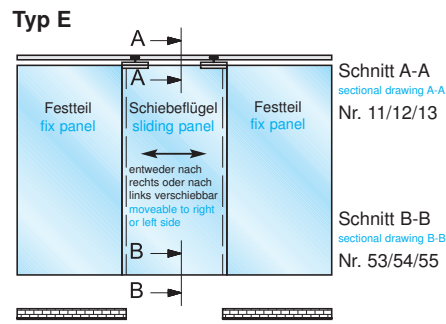 Typ E
A
A
Festteil
fix panel
Schiebeflügel
sliding panel
Festteil
fix panel
entweder nach
rechts oder nach
links verschiebbar
moveable to right
or left side
B
B
Schnitt A-A
sectional drawing A-A
Nr. 11/12/13
Schnitt B-B
sectional drawing B-B
Nr. 53/54/55